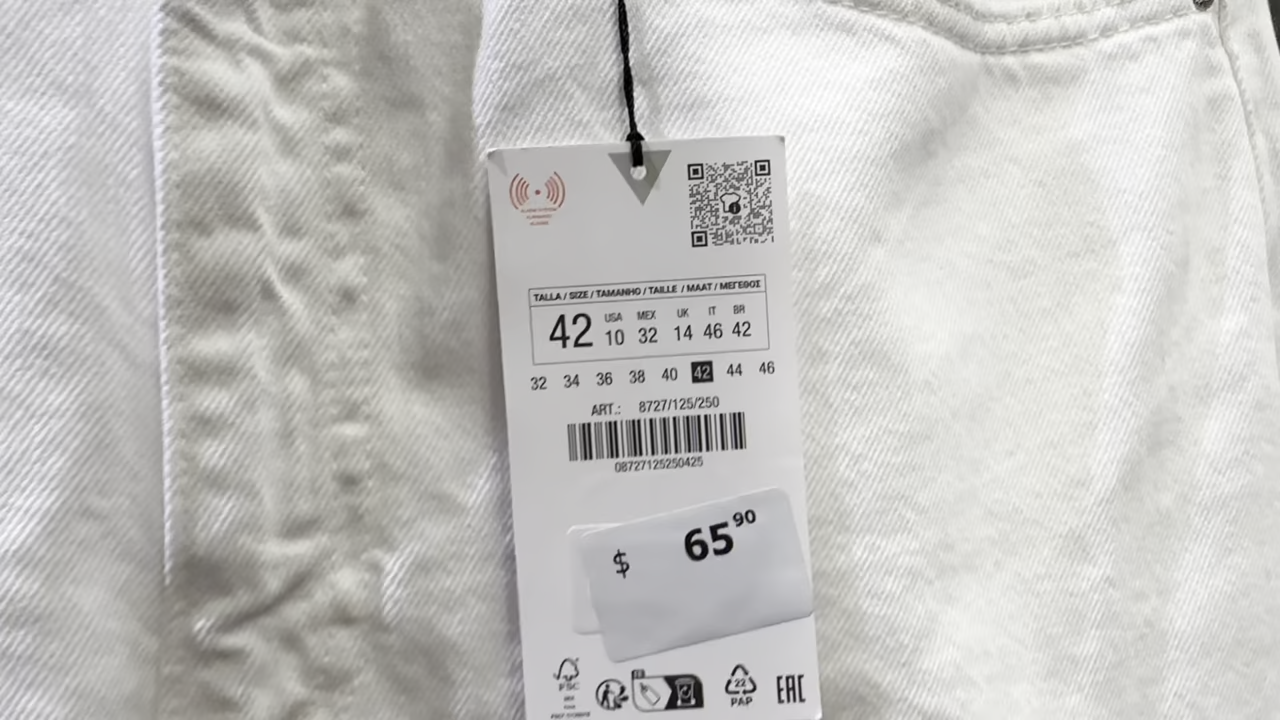 TALLA / SIZE / TAMANHO / TAILLE / MAAT / ΜΕΓΕΘΟΣ
USA MEX UK IT BR
42 10 32 14 46 42
32 34 36 38 40 42 44 46
ART.: 8727/125/250
08727125250425
$ 65⁹⁰
FSC
22
PAP
EAC